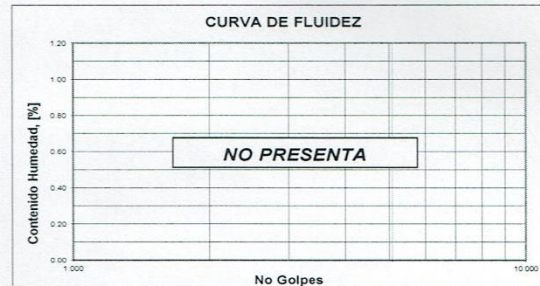 CURVA DE FLUIDEZ
Contenido Humedad, [%]
1.20
1.00
0.80
0.60
0.40
0.20
0.00
NO PRESENTA
1.000
10.000
No Golpes